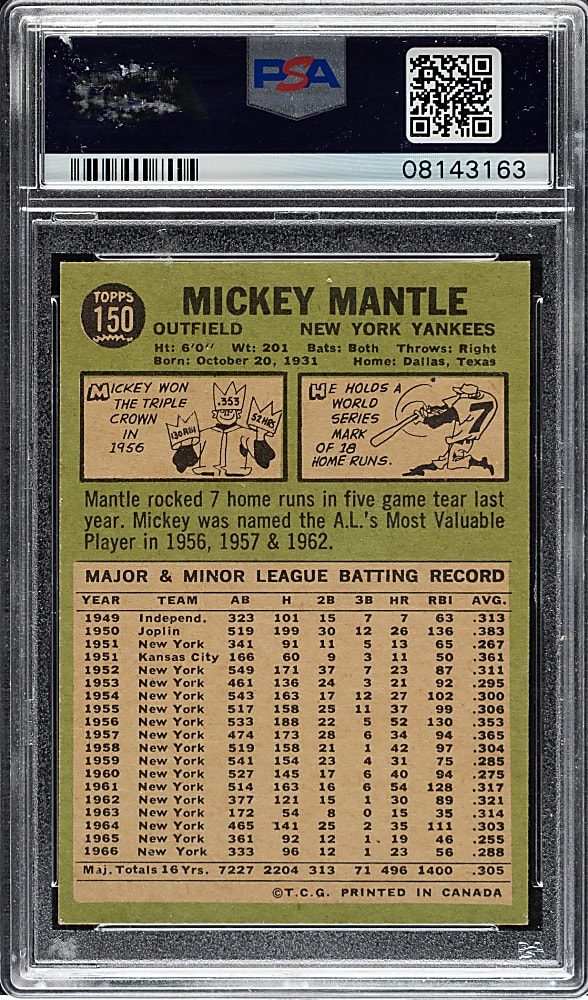 PSA
08143163
TOPPS
150
MICKEY MANTLE
OUTFIELD NEW YORK YANKEES
Ht: 6'0" Wt: 201 Bats: Both Throws: Right
Born: October 20, 1931 Home: Dallas, Texas
MICKEY WON
THE TRIPLE
CROWN
IN
1956
.353
130 RBI
52 HRS
HE HOLDS A
WORLD
SERIES
MARK
OF 18
HOME RUNS.
7
Mantle rocked 7 home runs in five game tear last
year. Mickey was named the A.L.'s Most Valuable
Player in 1956, 1957 & 1962.
MAJOR & MINOR LEAGUE BATTING RECORD
YEAR TEAM AB H 2B 3B HR RBI AVG.
1949 Independ. 323 101 15 7 7 63 .313
1950 Joplin 519 199 30 12 26 136 .383
1951 New York 341 91 11 5 13 65 .267
1951 Kansas City 166 60 9 3 11 50 .361
1952 New York 549 171 37 7 23 87 .311
1953 New York 461 136 24 3 21 92 .295
1954 New York 543 163 17 12 27 102 .300
1955 New York 517 158 25 11 37 99 .306
1956 New York 533 188 22 5 52 130 .353
1957 New York 474 173 28 6 34 94 .365
1958 New York 519 158 21 1 42 97 .304
1959 New York 541 154 23 4 31 75 .285
1960 New York 527 145 17 6 40 94 .275
1961 New York 514 163 16 6 54 128 .317
1962 New York 377 121 15 1 30 89 .321
1963 New York 172 54 8 0 15 35 .314
1964 New York 465 141 25 2 35 111 .303
1965 New York 361 92 12 1 19 46 .255
1966 New York 333 96 12 1 23 56 .288
Maj. Totals 16 Yrs. 7227 2204 313 71 496 1400 .305
©T.C.G. PRINTED IN CANADA